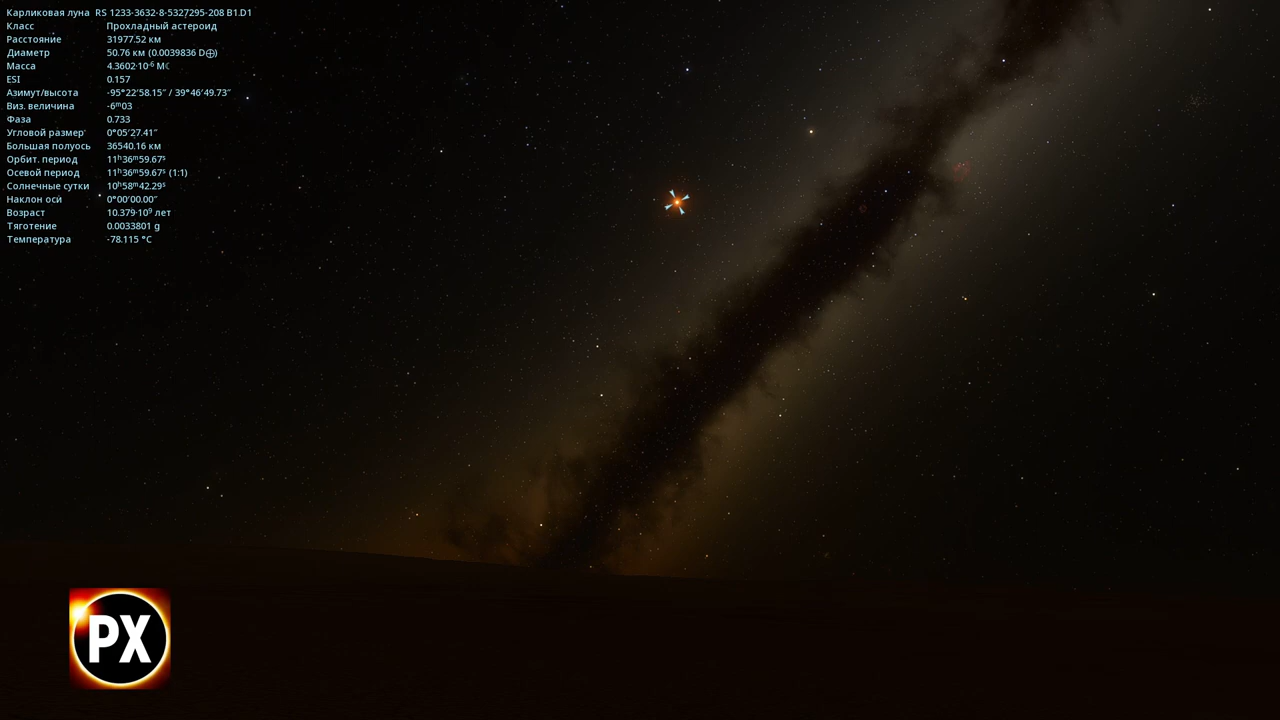 Карликовая луна RS 1233-3632-8-5327295-208 B1.D1
Класс Прохладный астероид
Расстояние 31977.52 км
Диаметр 50.76 км (0.0039836 D⊕)
Масса 4.3602·10⁻⁶ M☾
ESI 0.157
Азимут/высота -95°22′58.15″ / 39°46′49.73″
Виз. величина -6ᵐ03
Фаза 0.733
Угловой размер 0°05′27.41″
Большая полуось 36540.16 км
Орбит. период 11ʰ36ᵐ59.67ˢ
Осевой период 11ʰ36ᵐ59.67ˢ (1:1)
Солнечные сутки 10ʰ58ᵐ42.29ˢ
Наклон оси 0°00′00.00″
Возраст 10.379·10⁹ лет
Тяготение 0.0033801 g
Температура -78.115 °C
PX